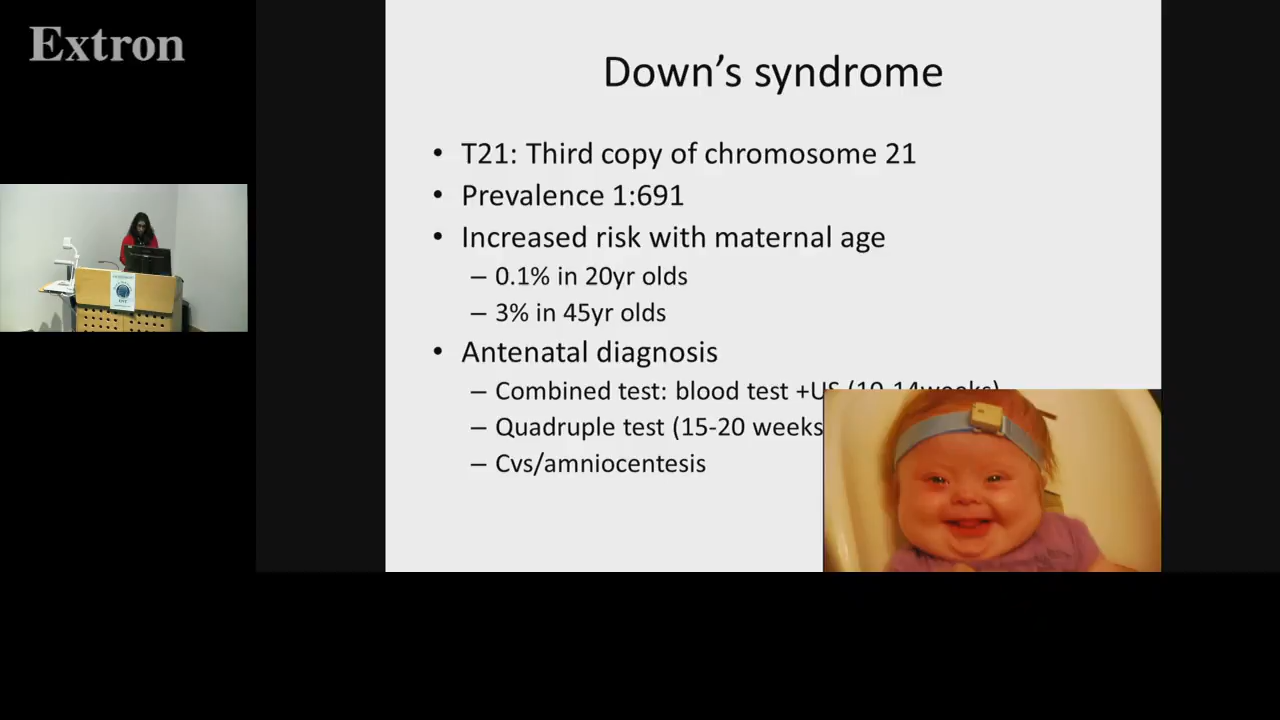 Extron
Down's syndrome
• T21: Third copy of chromosome 21
• Prevalence 1:691
• Increased risk with maternal age
– 0.1% in 20yr olds
– 3% in 45yr olds
• Antenatal diagnosis
– Combined test: blood test +US (10-14weeks)
– Quadruple test (15-20 weeks
– Cvs/amniocentesis